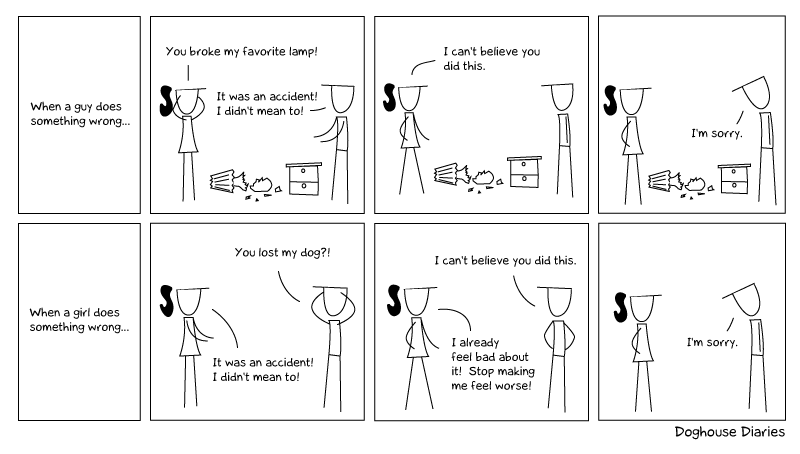 When a guy does
something wrong...
You broke my favorite lamp!
It was an accident!
I didn't mean to!
I can't believe you
did this.
I'm sorry.
When a girl does
something wrong...
You lost my dog?!
It was an accident!
I didn't mean to!
I can't believe you did this.
I already
feel bad about
it! Stop making
me feel worse!
I'm sorry.
Doghouse Diaries